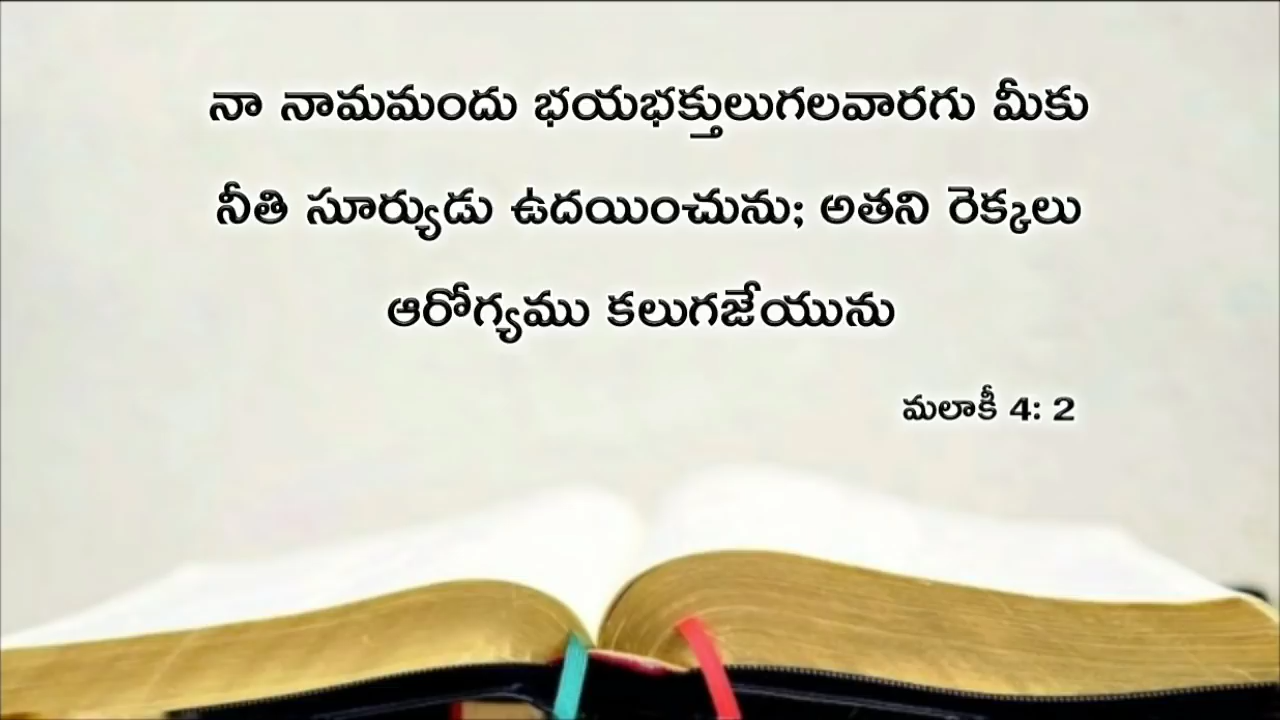 నా నామమందు భయభక్తులుగలవారగు మీకు
నీతి సూర్యుడు ఉదయించును; అతని రెక్కలు
ఆరోగ్యము కలుగజేయును
మలాకీ 4: 2